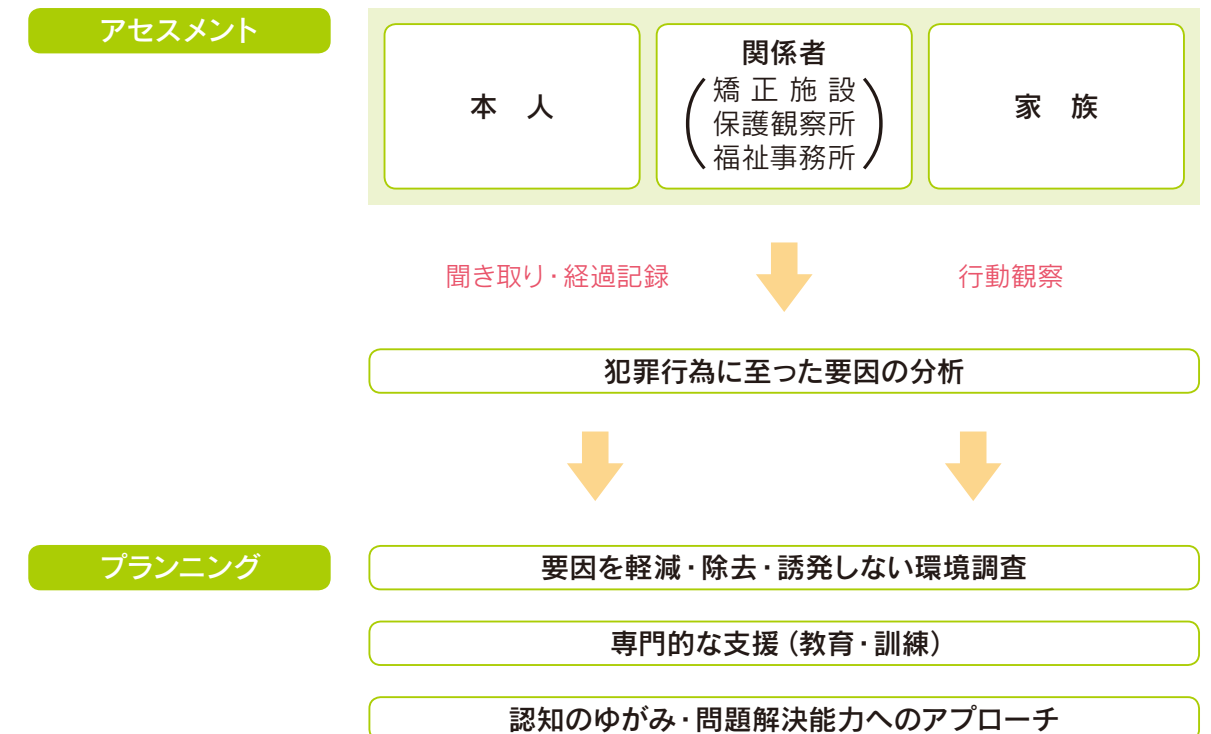 アセスメント
本 人
関係者
矯正施設
保護観察所
福祉事務所
家 族
聞き取り・経過記録
行動観察
犯罪行為に至った要因の分析
プランニング
要因を軽減・除去・誘発しない環境調査
専門的な支援(教育・訓練)
認知のゆがみ・問題解決能力へのアプローチ